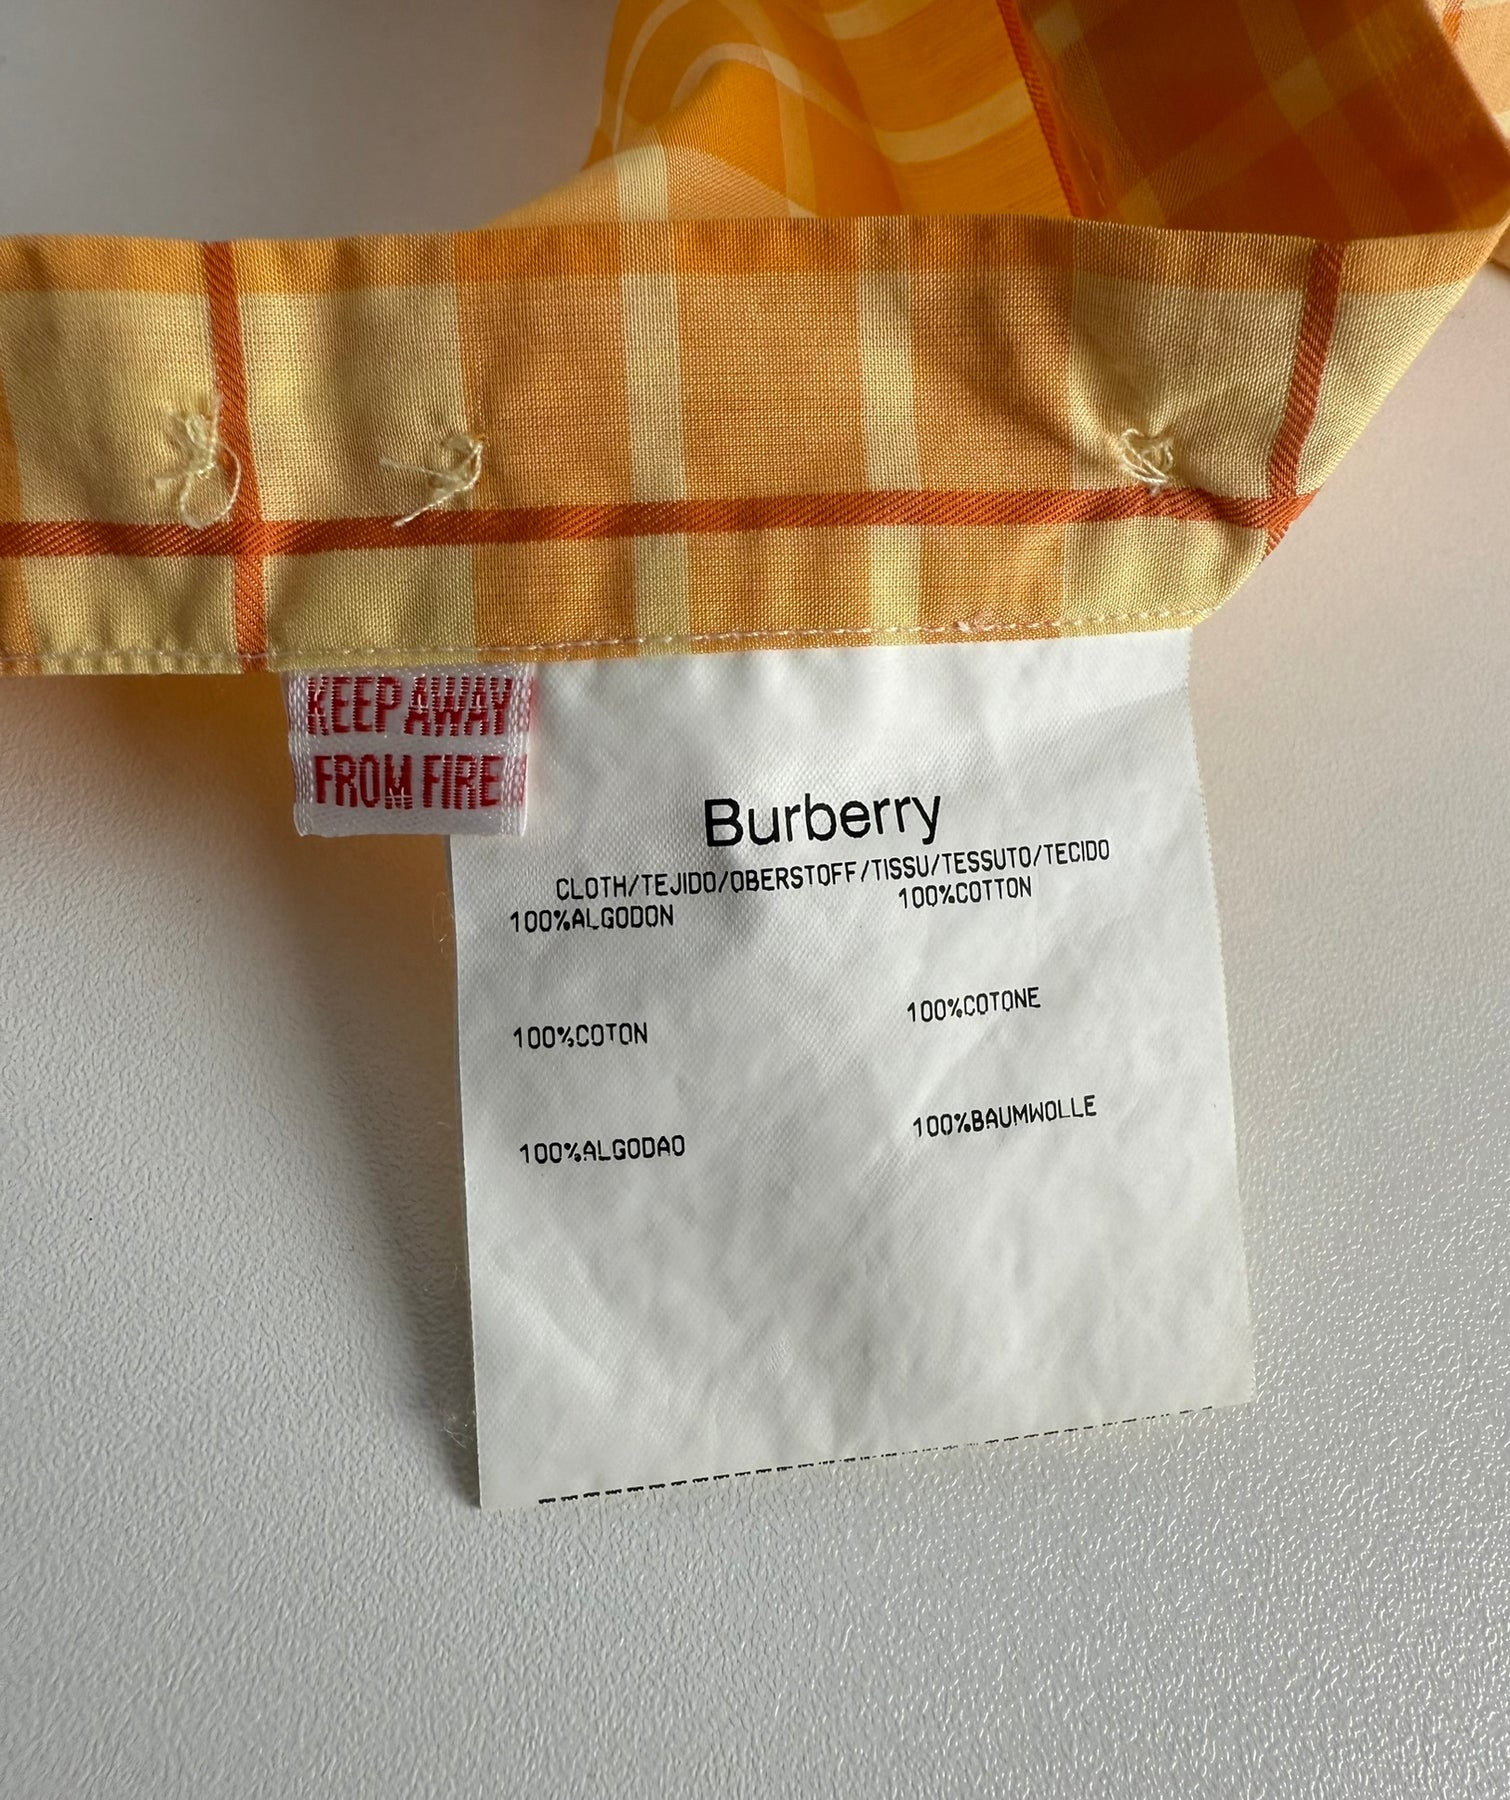 KEEP AWAY
FROM FIRE
Burberry
CLOTH/TEJIDO/OBERSTOFF/TISSU/TESSUTO/TECIDO
100%ALGODON 100%COTTON
100%COTON 100%COTONE
100%ALGODAO 100%BAUMWOLLE